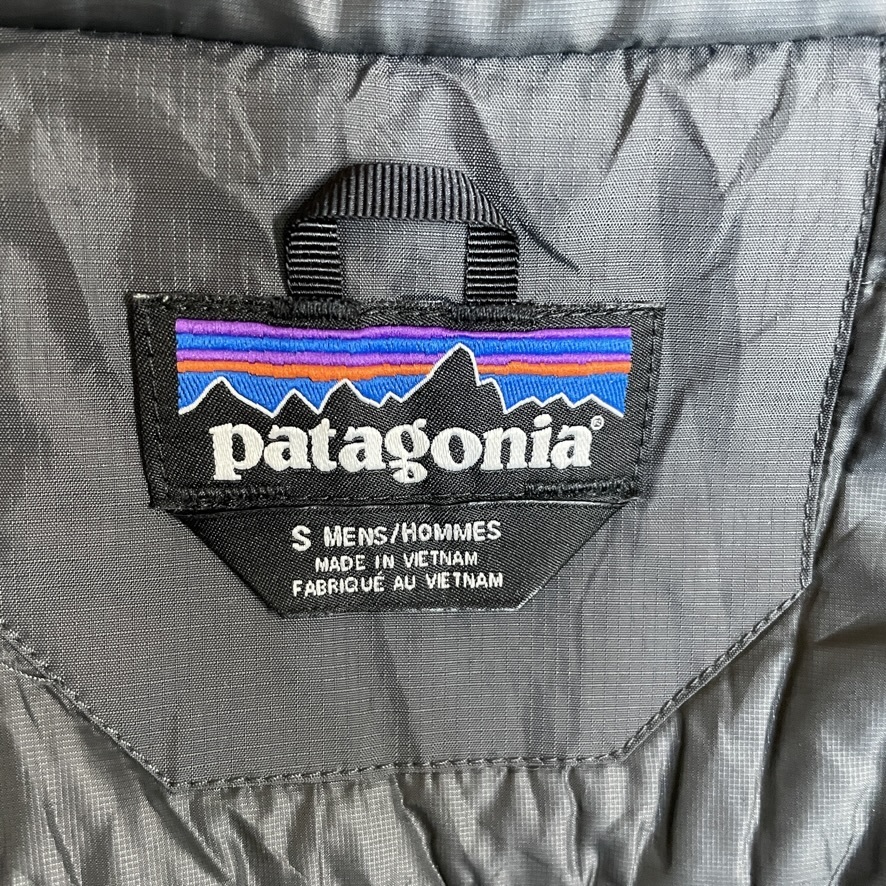 patagonia®
S MENS/HOMMES
MADE IN VIETNAM
FABRIQUÉ AU VIETNAM